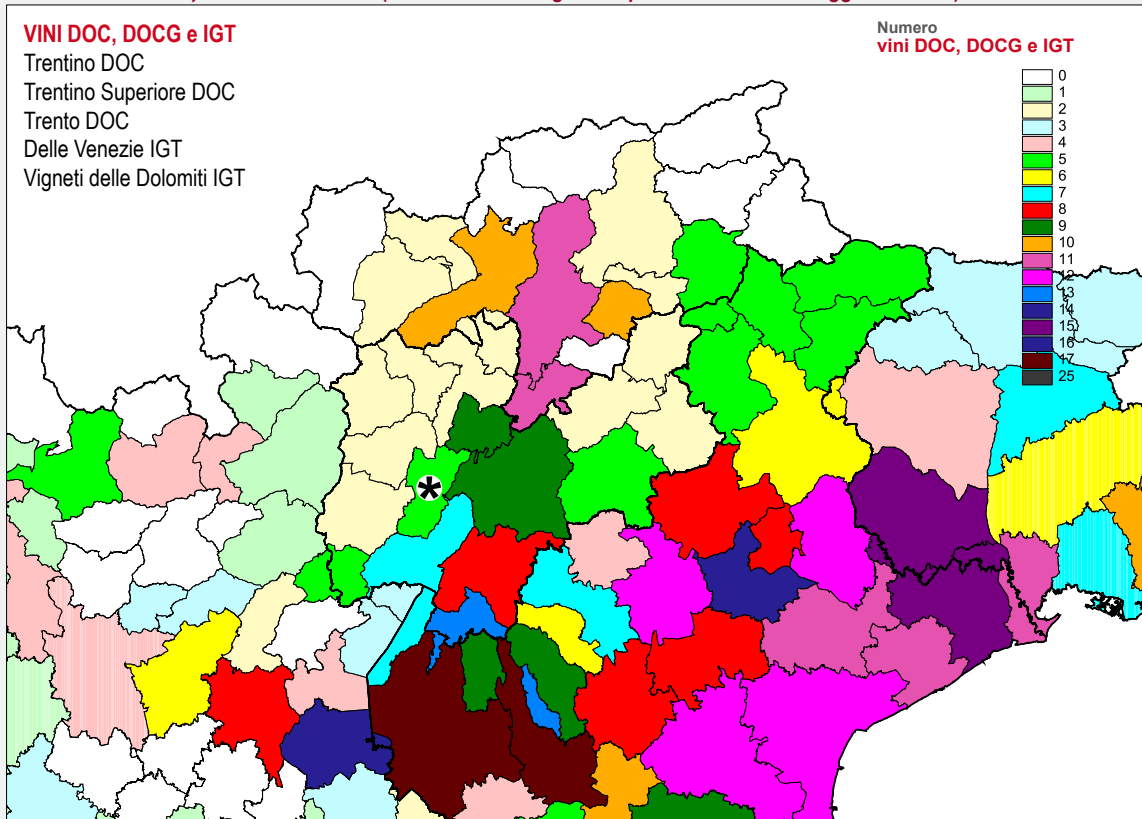 VINI DOC, DOCG e IGT
Trentino DOC
Trentino Superiore DOC
Trento DOC
Delle Venezie IGT
Vigneti delle Dolomiti IGT
Numero
vini DOC, DOCG e IGT
0
1
2
3
4
5
6
7
8
9
10
11
12
13
14
15
16
17
25